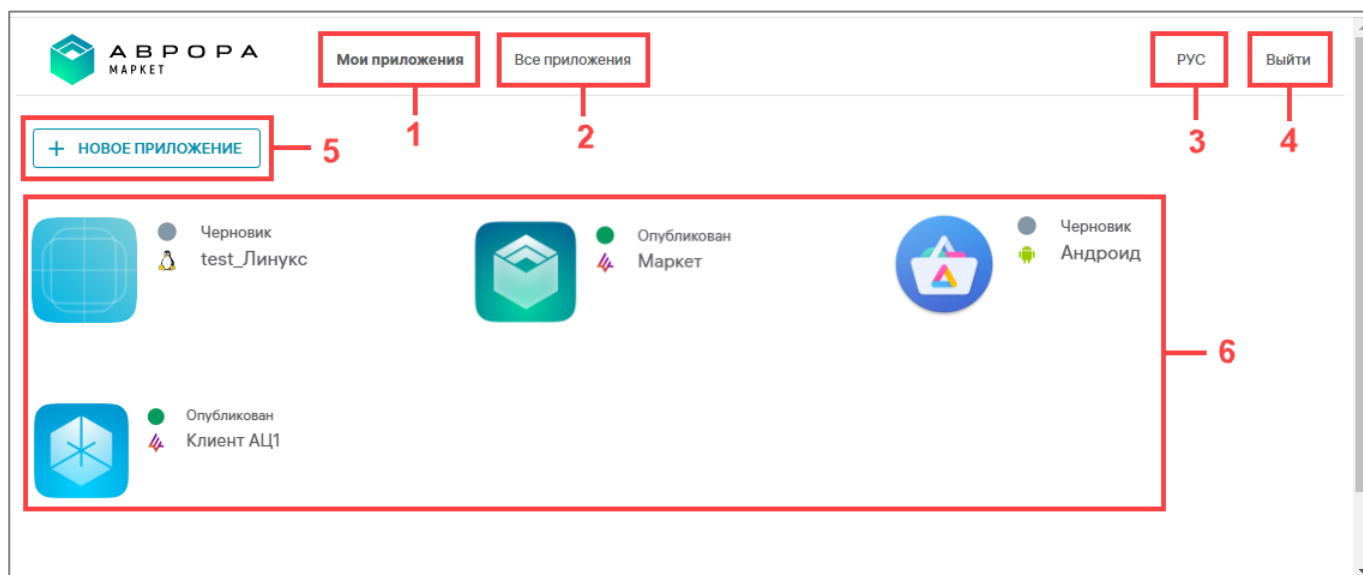 АВРОРА
МАРКЕТ
Мои приложения
Все приложения
РУС
Выйти
1
2
3
4
+ НОВОЕ ПРИЛОЖЕНИЕ
5
Черновик
test_Линукс
Опубликован
Маркет
Черновик
Андроид
6
Опубликован
Клиент АЦ1